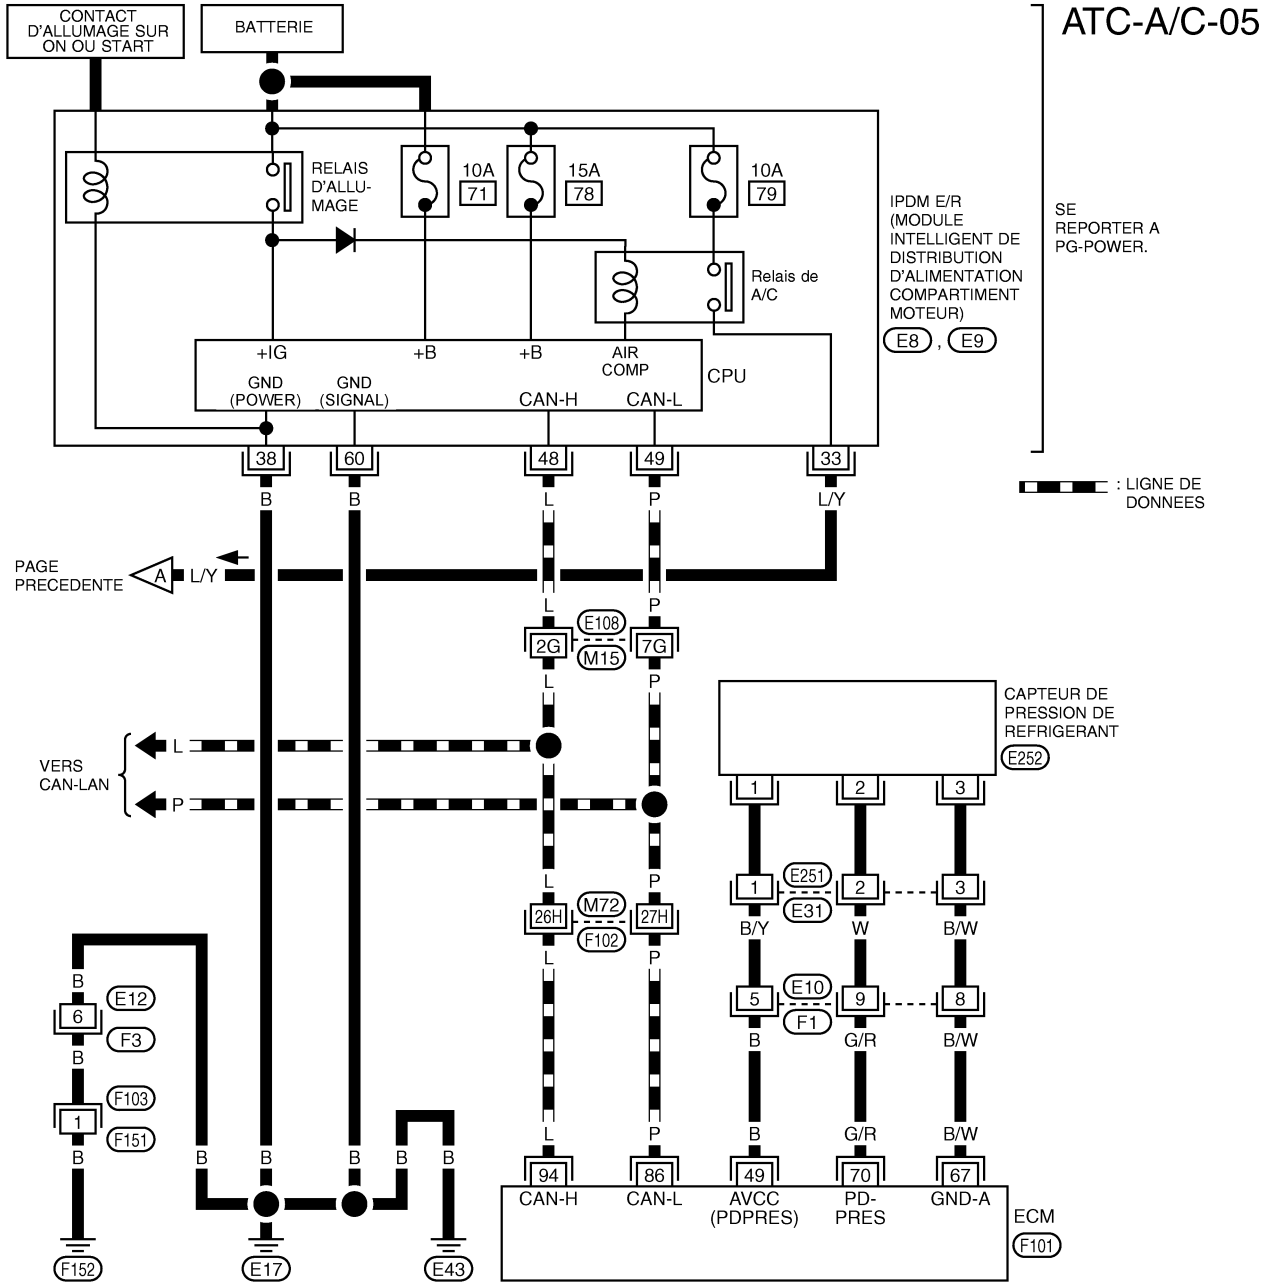 CONTACT
D'ALLUMAGE SUR
ON OU START
BATTERIE
ATC-A/C-05
RELAIS
D'ALLU-
MAGE
10A
71
15A
78
10A
79
Relais de
A/C
IPDM E/R
(MODULE
INTELLIGENT DE
DISTRIBUTION
D'ALIMENTATION
COMPARTIMENT
MOTEUR)
E8 , E9
SE
REPORTER A
PG-POWER.
+IG
+B
+B
AIR
COMP
GND
(POWER)
GND
(SIGNAL)
CAN-H
CAN-L
CPU
38
60
48
49
33
B
B
L
P
L/Y
: LIGNE DE
DONNEES
PAGE
PRECEDENTE
A
L/Y
L
P
E108
2G
7G
M15
L
P
VERS
CAN-LAN
L
P
CAPTEUR DE
PRESSION DE
REFRIGERANT
E252
1
2
3
L
P
M72
26H
27H
F102
L
P
E251
1
2
3
E31
B/Y
W
B/W
E10
5
9
8
F1
B
G/R
B/W
B
E12
6
F3
B
F103
1
F151
B
B
B
B
B
B
L
P
B
G/R
B/W
94
86
49
70
67
CAN-H
CAN-L
AVCC
(PDPRES)
PD-
PRES
GND-A
ECM
F101
F152
E17
E43